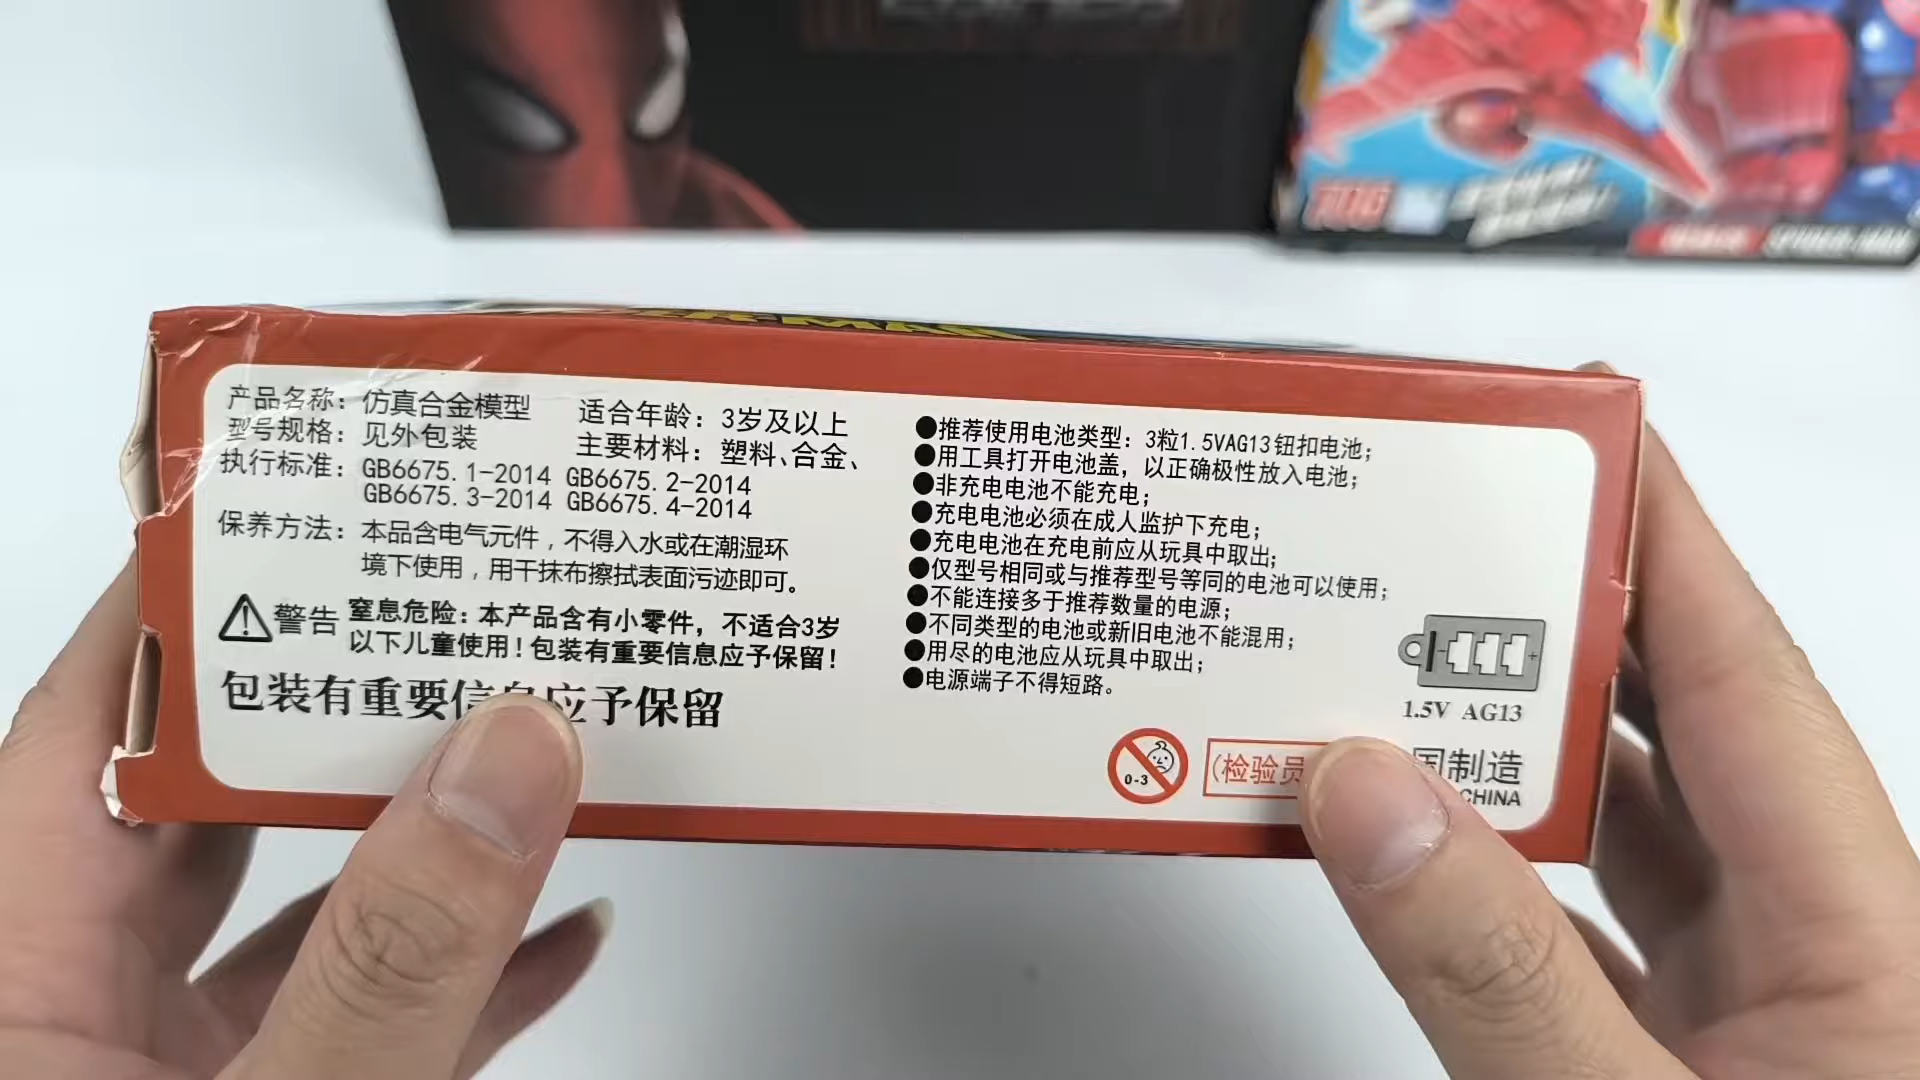 产品名称：仿真合金模型
型号规格：见外包装
适合年龄：3岁及以上
主要材料：塑料、合金、
执行标准：GB6675.1-2014 GB6675.2-2014
GB6675.3-2014 GB6675.4-2014
保养方法：本品含电气元件，不得入水或在潮湿环
境下使用，用干抹布擦拭表面污迹即可。
警告
窒息危险：本产品含有小零件，不适合3岁
以下儿童使用！包装有重要信息应予保留！
包装有重要信息应予保留
●推荐使用电池类型：3粒1.5VAG13钮扣电池；
●用工具打开电池盖，以正确极性放入电池；
●非充电电池不能充电；
●充电电池必须在成人监护下充电；
●充电电池在充电前应从玩具中取出；
●仅型号相同或与推荐型号等同的电池可以使用；
●不能连接多于推荐数量的电源；
●不同类型的电池或新旧电池不能混用；
●用尽的电池应从玩具中取出；
●电源端子不得短路。
1.5V AG13
0-3
(检验员
国制造
CHINA
SPIDER-MAN